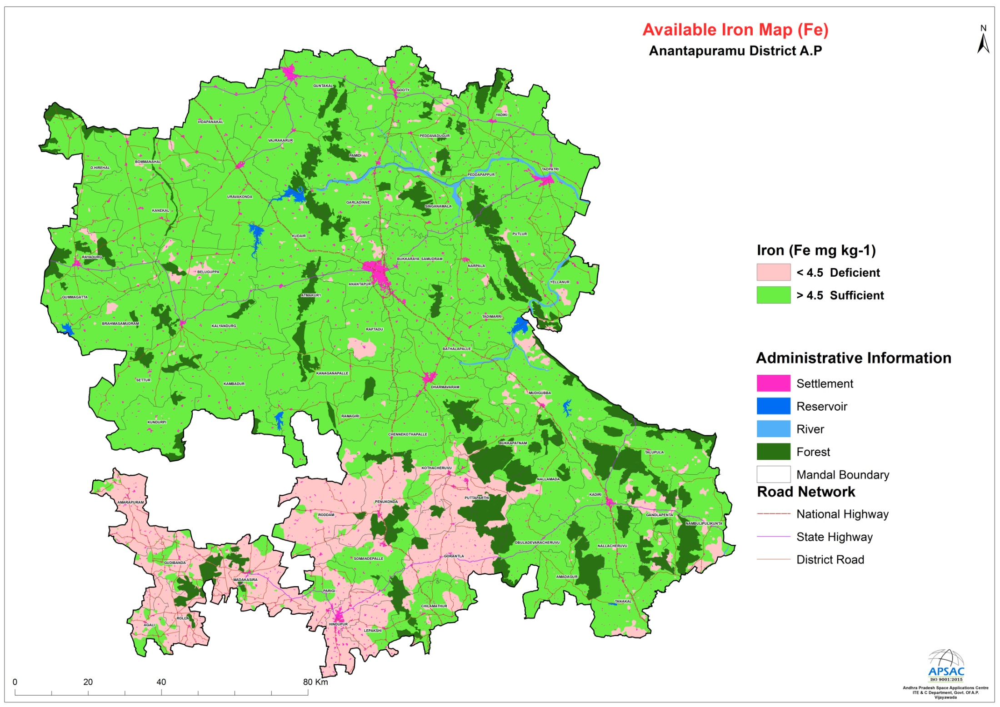 Available Iron Map (Fe)
Anantapuramu District A.P
N
GUNTAKAL
GOOTY
YADIKI
VIDAPANAKAL
VAJRAKARUR
PEDDAVADUGUR
PAMIDI
BOMMANAHAL
D.HIREHAL
TADPATRI
PEDDAPAPPUR
URAVAKONDA
GARLADINNE
SINGANAMALA
KANEKAL
KUDAIR
PUTLUR
RAYADURG
BUKKARAYA SAMUDRAM
NARPALA
BELUGUPPA
YELLANUR
ANANTAPUR
ATMAKUR1
GUMMAGATTA
TADIMARRI
BRAHMASAMUDRAM
KALYANDURG
RAPTADU
BATHALAPALLE
KANAGANAPALLE
SETTUR
KAMBADUR
DHARMAVARAM
MUDIGUBBA
RAMAGIRI
KUNDURPI
CHENNEKOTHAPALLE
BUKKAPATNAM
TALUPULA
KOTHACHERUVU
NALLAMADA
KADIRI
PUTTAPARTHI
AMARAPURAM
PENUKONDA
RODDAM
GANDLAPENTA
NAMBULIPULIKUNTA
OBULADEVARACHERUVU
NALLACHERUVU
GORANTLA
SOMANDEPALLE
GUDIBANDA
AMADAGUR
MADAKASIRA
PARIGI
TANAKAL
CHILAMATHUR
ROLLA
AGALI
HINDUPUR
LEPAKSHI
Iron (Fe mg kg-1)
< 4.5 Deficient
> 4.5 Sufficient
Administrative Information
Settlement
Reservoir
River
Forest
Mandal Boundary
Road Network
National Highway
State Highway
District Road
0 20 40 80 Km
APSAC
ISO 9001:2015
Andhra Pradesh Space Applications Centre
ITE & C Department, Govt. Of A.P.
Vijayawada